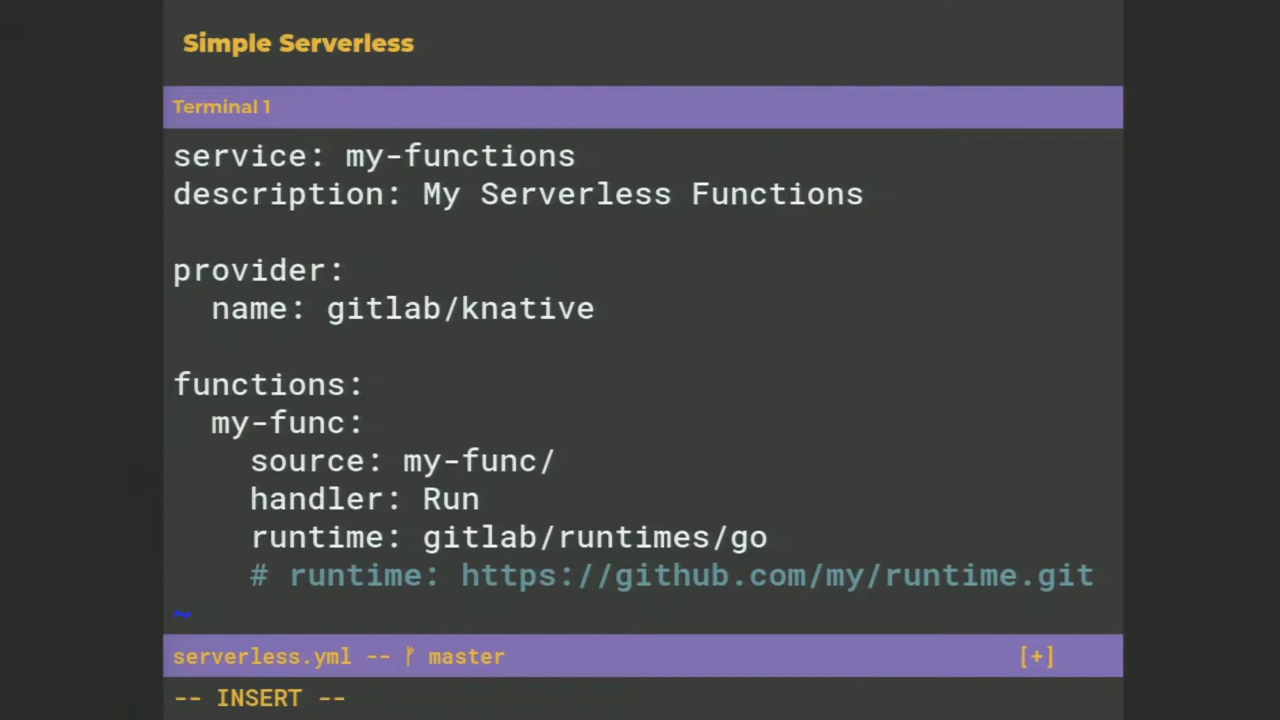 Simple Serverless
Terminal 1
service: my-functions
description: My Serverless Functions
provider:
  name: gitlab/knative
functions:
  my-func:
    source: my-func/
    handler: Run
    runtime: gitlab/runtimes/go
    # runtime: https://github.com/my/runtime.git
~
serverless.yml -- ᚠ master [+]
-- INSERT --